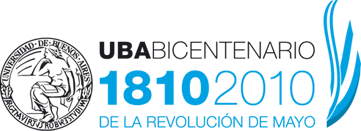 UNIVERSIDAD·DE·BUENOS·AIRES
UBABICENTENARIO
18102010
DE LA REVOLUCIÓN DE MAYO